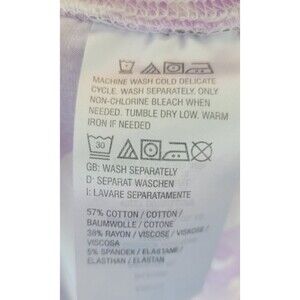 MACHINE WASH COLD DELICATE
CYCLE. WASH SEPARATELY. ONLY
NON-CHLORINE BLEACH WHEN
NEEDED. TUMBLE DRY LOW. WARM
IRON IF NEEDED
30
GB: WASH SEPARATELY
D: SEPARAT WASCHEN
I: LAVARE SEPARATAMENTE
57% COTTON / COTTON /
BAUMWOLLE / COTONE
38% RAYON / VISCOSE / VISKOSE /
VISCOSA
5% SPANDEX / ELASTANE /
ELASTHAN / ELASTAN